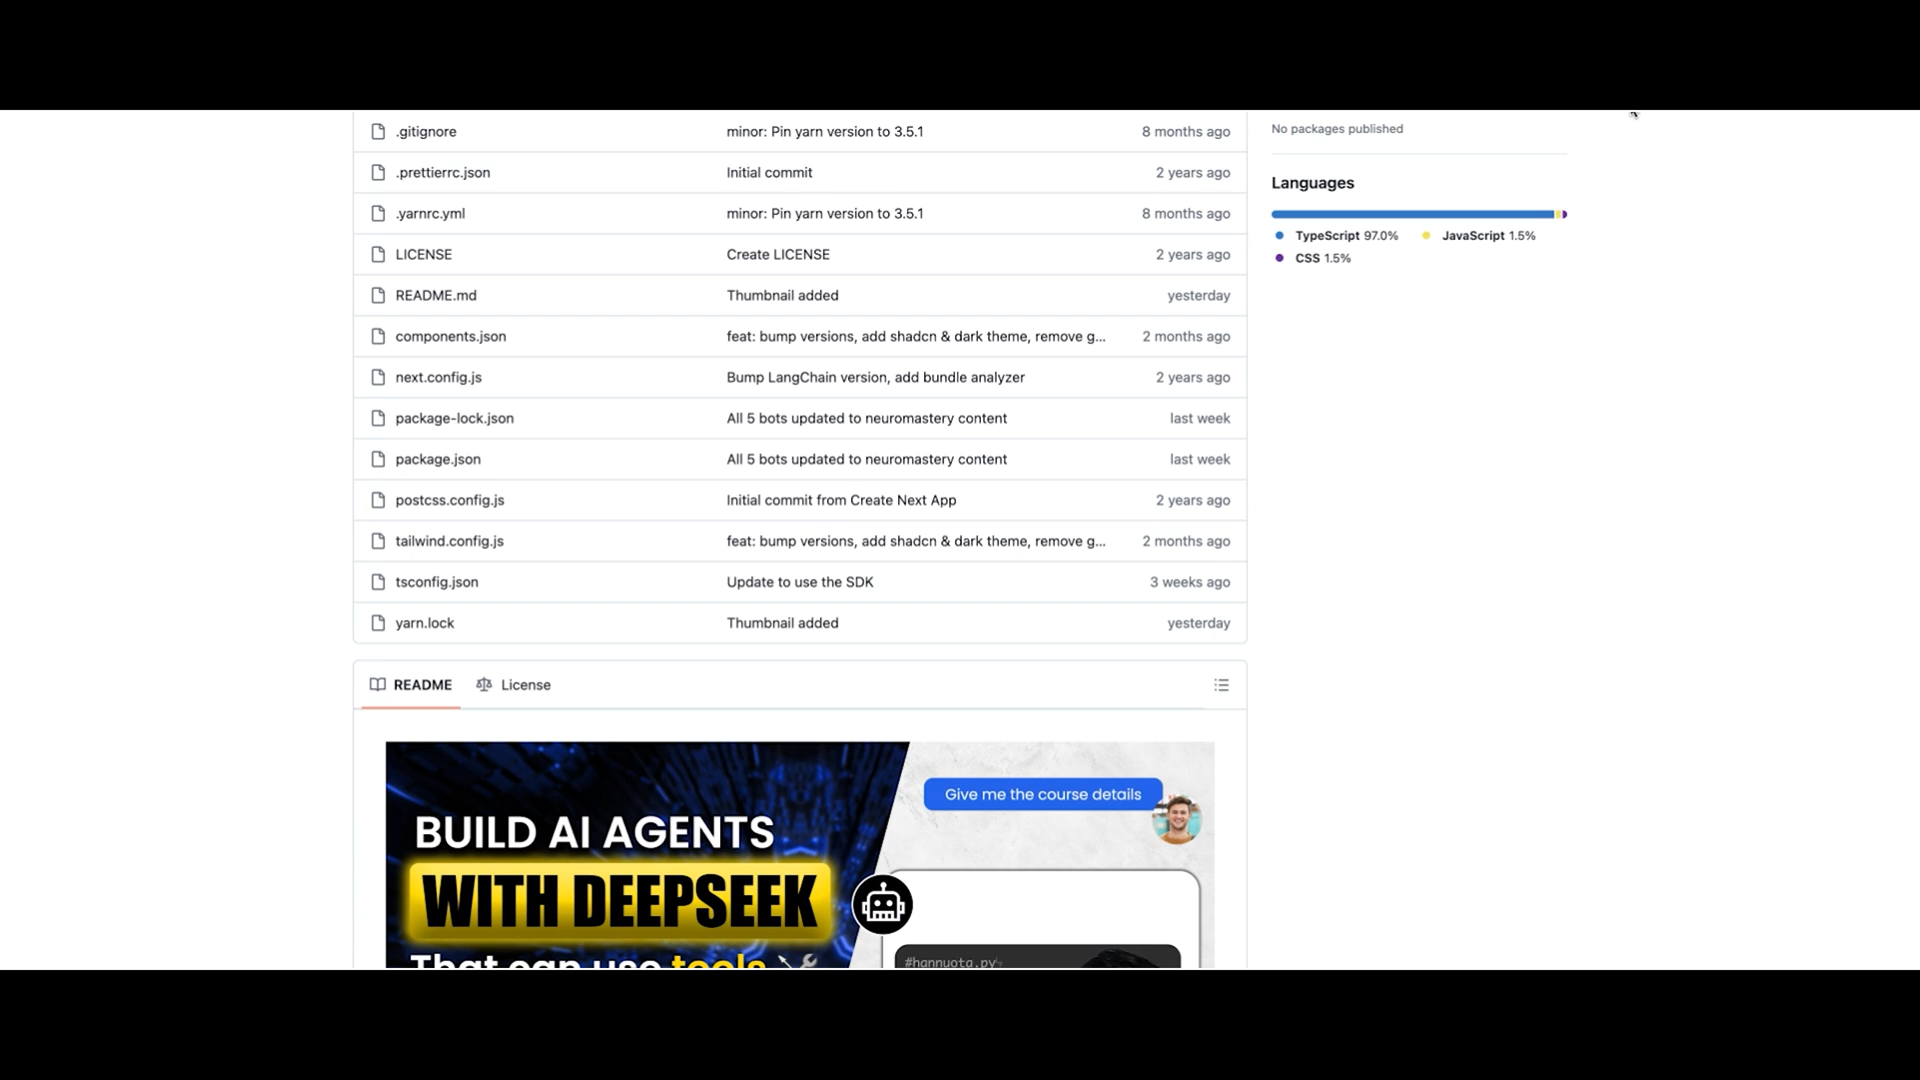 .gitignore minor: Pin yarn version to 3.5.1 8 months ago
.prettierrc.json Initial commit 2 years ago
.yarnrc.yml minor: Pin yarn version to 3.5.1 8 months ago
LICENSE Create LICENSE 2 years ago
README.md Thumbnail added yesterday
components.json feat: bump versions, add shadcn & dark theme, remove g... 2 months ago
next.config.js Bump LangChain version, add bundle analyzer 2 years ago
package-lock.json All 5 bots updated to neuromastery content last week
package.json All 5 bots updated to neuromastery content last week
postcss.config.js Initial commit from Create Next App 2 years ago
tailwind.config.js feat: bump versions, add shadcn & dark theme, remove g... 2 months ago
tsconfig.json Update to use the SDK 3 weeks ago
yarn.lock Thumbnail added yesterday
No packages published
Languages
TypeScript 97.0% JavaScript 1.5%
CSS 1.5%
README License
BUILD AI AGENTS
WITH DEEPSEEK
That can use tools
Give me the course details